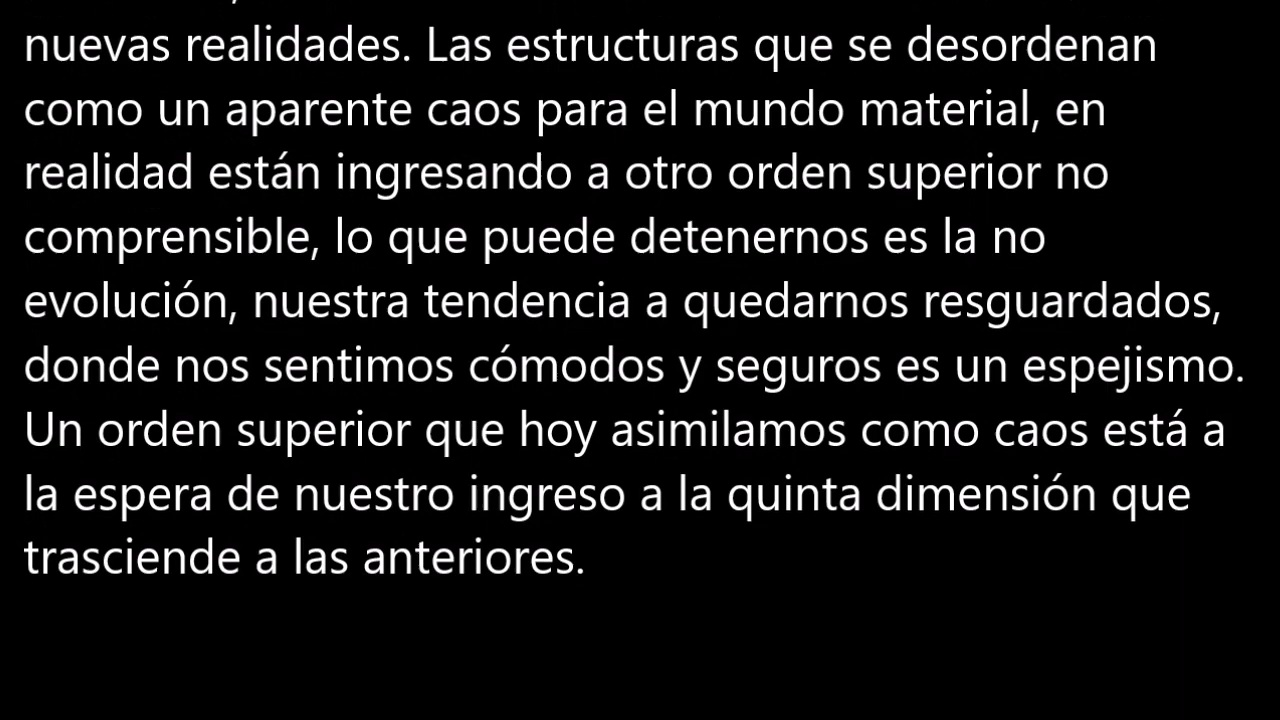 nuevas realidades. Las estructuras que se desordenan
como un aparente caos para el mundo material, en
realidad están ingresando a otro orden superior no
comprensible, lo que puede detenernos es la no
evolución, nuestra tendencia a quedarnos resguardados,
donde nos sentimos cómodos y seguros es un espejismo.
Un orden superior que hoy asimilamos como caos está a
la espera de nuestro ingreso a la quinta dimensión que
trasciende a las anteriores.